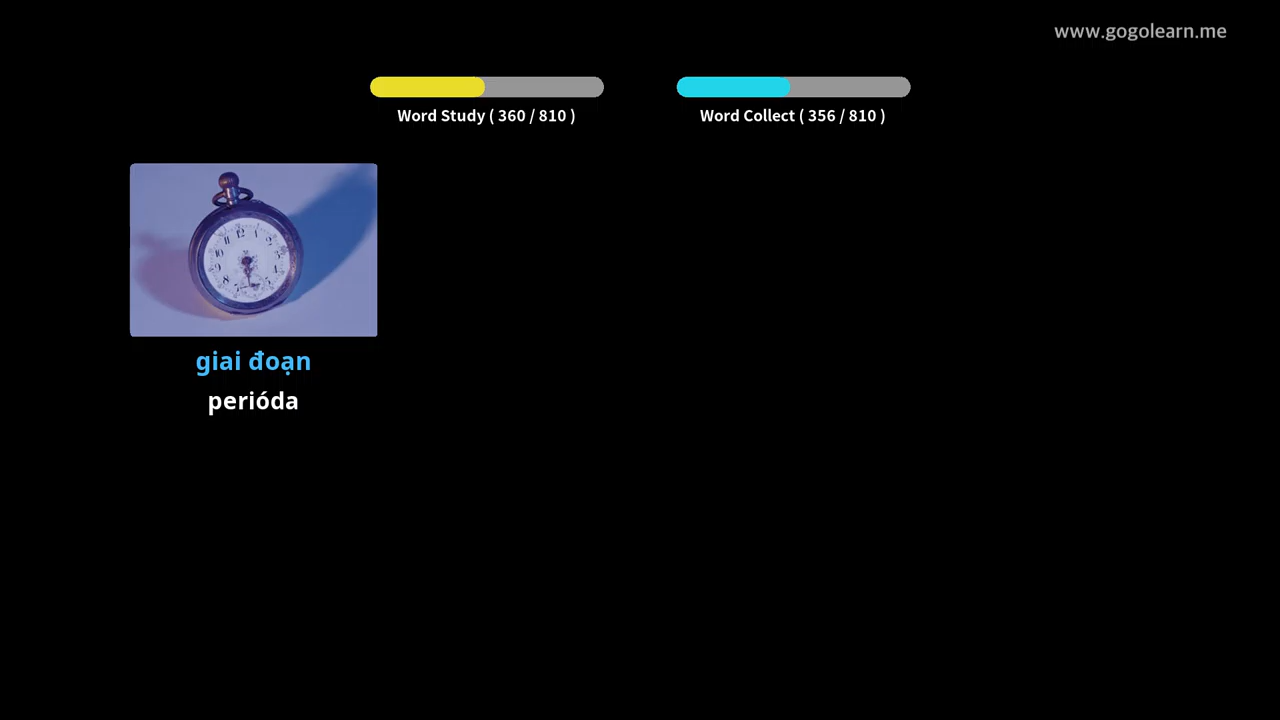 www.gogolearn.me
Word Study ( 360 / 810 )
Word Collect ( 356 / 810 )
giai đoạn
perióda